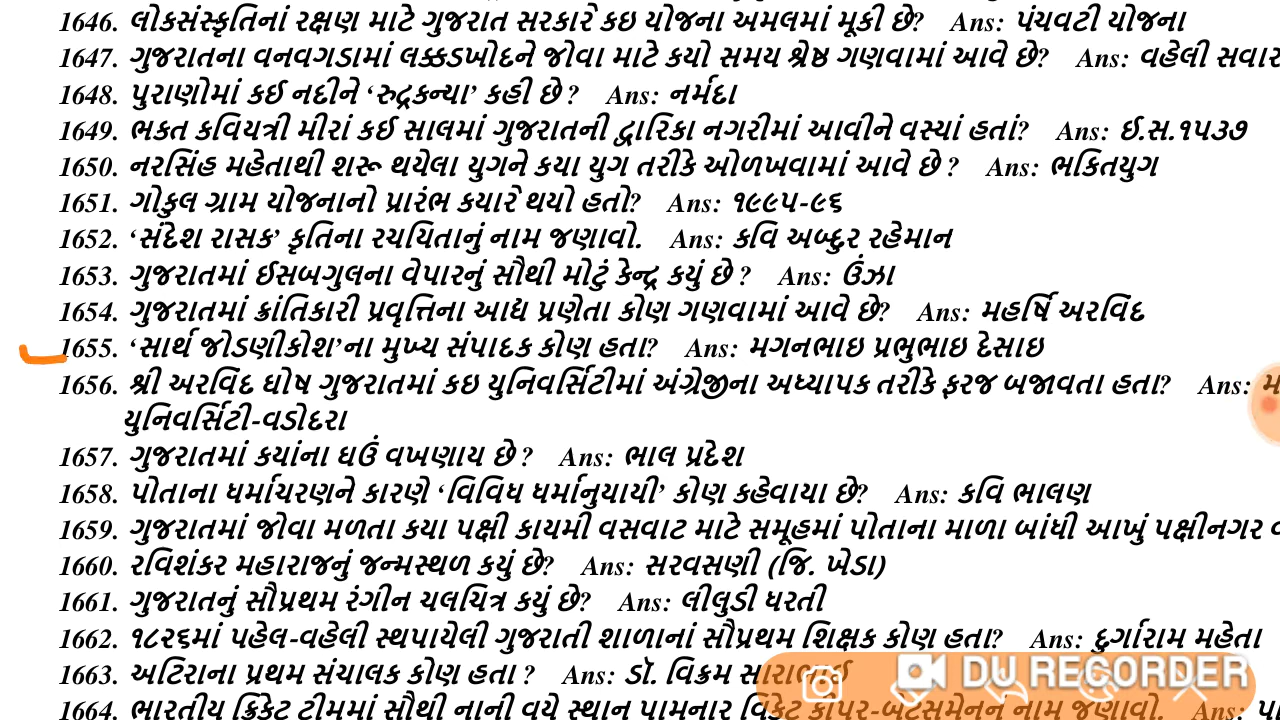 1646. લોકસંસ્કૃતિનાં રક્ષણ માટે ગુજરાત સરકારે કઇ યોજના અમલમાં મૂકી છે? Ans: પંચવટી યોજના
1647. ગુજરાતના વનવગડામાં લક્કડખોદને જોવા માટે કયો સમય શ્રેષ્ઠ ગણવામાં આવે છે? Ans: વહેલી સવાર
1648. પુરાણોમાં કઈ નદીને ‘રુદ્રકન્યા’ કહી છે ? Ans: નર્મદા
1649. ભકત કવિયત્રી મીરાં કઈ સાલમાં ગુજરાતની દ્વારિકા નગરીમાં આવીને વસ્યાં હતાં? Ans: ઈ.સ.૧૫૩૭
1650. નરસિંહ મહેતાથી શરૂ થયેલા યુગને કયા યુગ તરીકે ઓળખવામાં આવે છે ? Ans: ભકિતયુગ
1651. ગોકુલ ગ્રામ યોજનાનો પ્રારંભ કયારે થયો હતો? Ans: ૧૯૯૫-૯૬
1652. ‘સંદેશ રાસક’ કૃતિના રચયિતાનું નામ જણાવો. Ans: કવિ અબ્દુર રહેમાન
1653. ગુજરાતમાં ઈસબગુલના વેપારનું સૌથી મોટું કેન્દ્ર કયું છે ? Ans: ઉંઝા
1654. ગુજરાતમાં ક્રાંતિકારી પ્રવૃત્તિના આદ્ય પ્રણેતા કોણ ગણવામાં આવે છે? Ans: મહર્ષિ અરવિંદ
1655. ‘સાર્થ જોડણીકોશ’ના મુખ્ય સંપાદક કોણ હતા? Ans: મગનભાઇ પ્રભુભાઇ દેસાઇ
1656. શ્રી અરવિંદ ઘોષ ગુજરાતમાં કઇ યુનિવર્સિટીમાં અંગ્રેજીના અધ્યાપક તરીકે ફરજ બજાવતા હતા? Ans:
યુનિવર્સિટી-વડોદરા
1657. ગુજરાતમાં કયાંના ઘઉં વખણાય છે ? Ans: ભાલ પ્રદેશ
1658. પોતાના ધર્માચરણને કારણે ‘વિવિધ ધર્માનુયાયી’ કોણ કહેવાયા છે? Ans: કવિ ભાલણ
1659. ગુજરાતમાં જોવા મળતા કયા પક્ષી કાયમી વસવાટ માટે સમૂહમાં પોતાના માળા બાંધી આખું પક્ષીનગર
1660. રવિશંકર મહારાજનું જન્મસ્થળ કયું છે? Ans: સરવસણી (જિ. ખેડા)
1661. ગુજરાતનું સૌપ્રથમ રંગીન ચલચિત્ર કયું છે? Ans: લીલુડી ધરતી
1662. ૧૮૨૬માં પહેલ-વહેલી સ્થપાયેલી ગુજરાતી શાળાનાં સૌપ્રથમ શિક્ષક કોણ હતા? Ans: દુર્ગારામ મહેતા
1663. અટિરાના પ્રથમ સંચાલક કોણ હતા ? Ans: ડૉ. વિક્રમ સારાભાઈ
DU RECORDER
1664. ભારતીય ક્રિકેટ ટીમમાં સૌથી નાની વયે સ્થાન પામનાર વિકેટ કીપર-બેટસમેનનું નામ જણાવો. Ans: